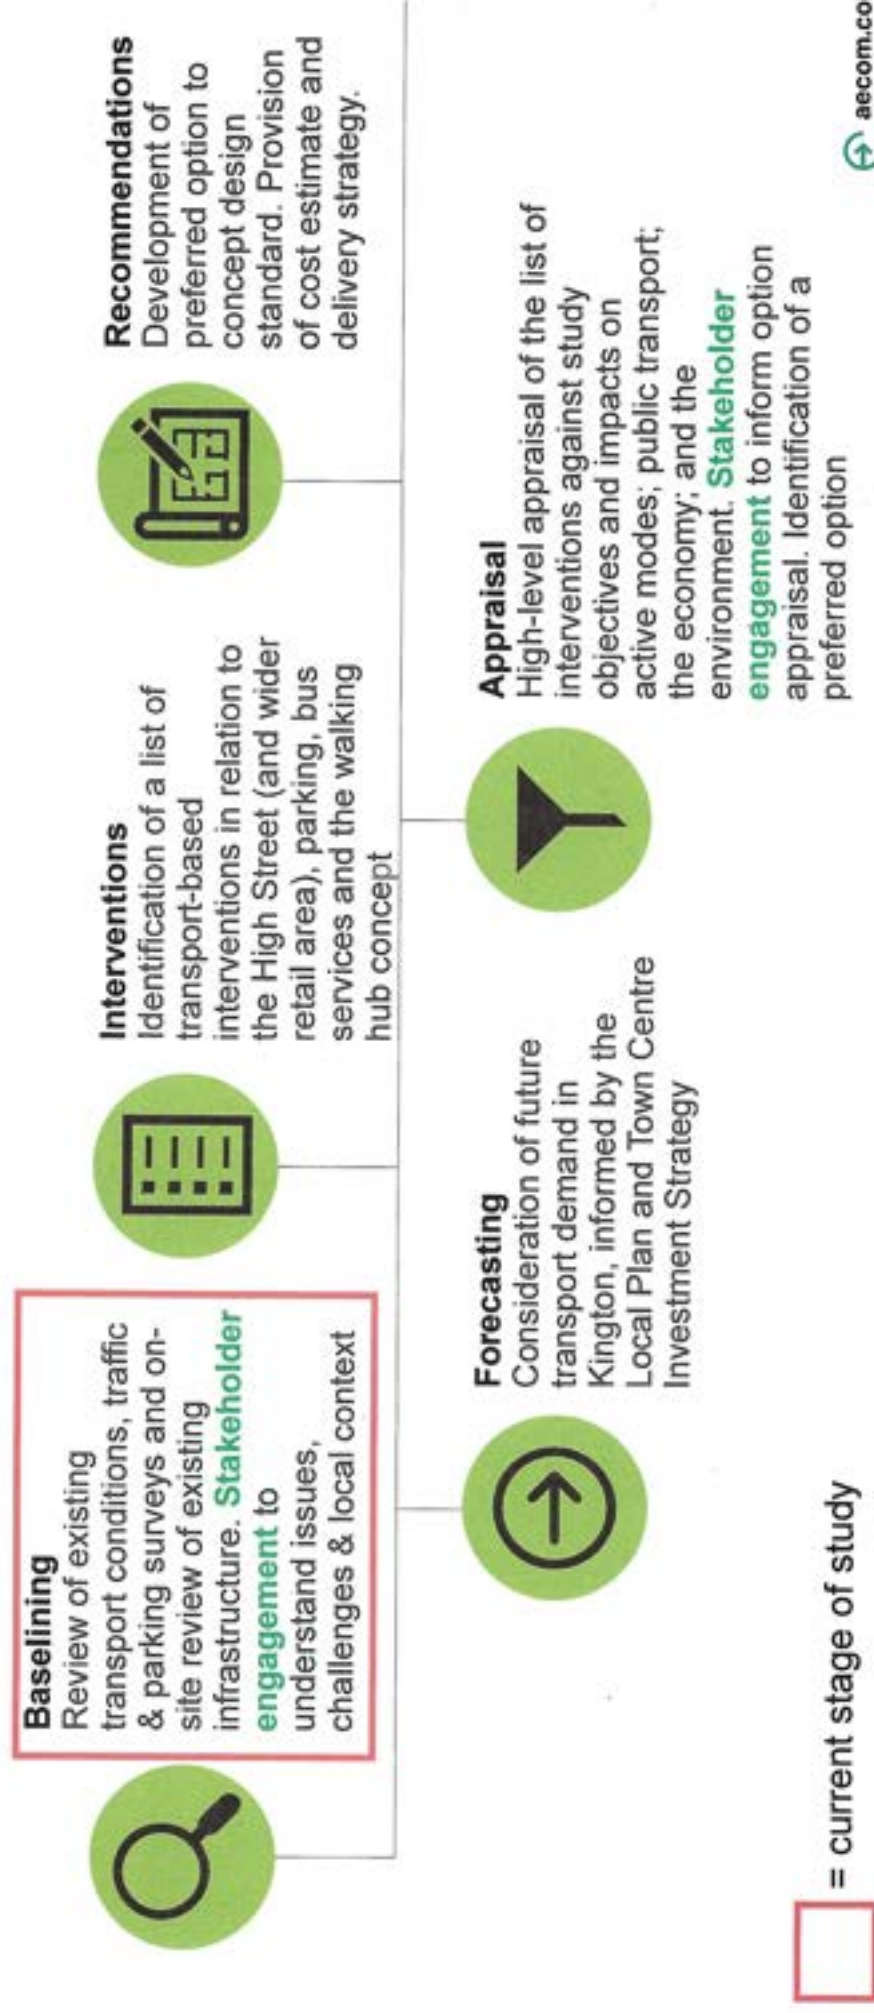 Baselining
Review of existing
transport conditions, traffic
& parking surveys and on-
site review of existing
infrastructure. Stakeholder
engagement to
understand issues,
challenges & local context
Forecasting
Consideration of future
transport demand in
Kington, informed by the
Local Plan and Town Centre
Investment Strategy
Interventions
Identification of a list of
transport-based
interventions in relation to
the High Street (and wider
retail area), parking, bus
services and the walking
hub concept
Appraisal
High-level appraisal of the list of
interventions against study
objectives and impacts on
active modes; public transport;
the economy; and the
environment. Stakeholder
engagement to inform option
appraisal. Identification of a
preferred option
Recommendations
Development of
preferred option to
concept design
standard. Provision
of cost estimate and
delivery strategy.
= current stage of study
aecom.co